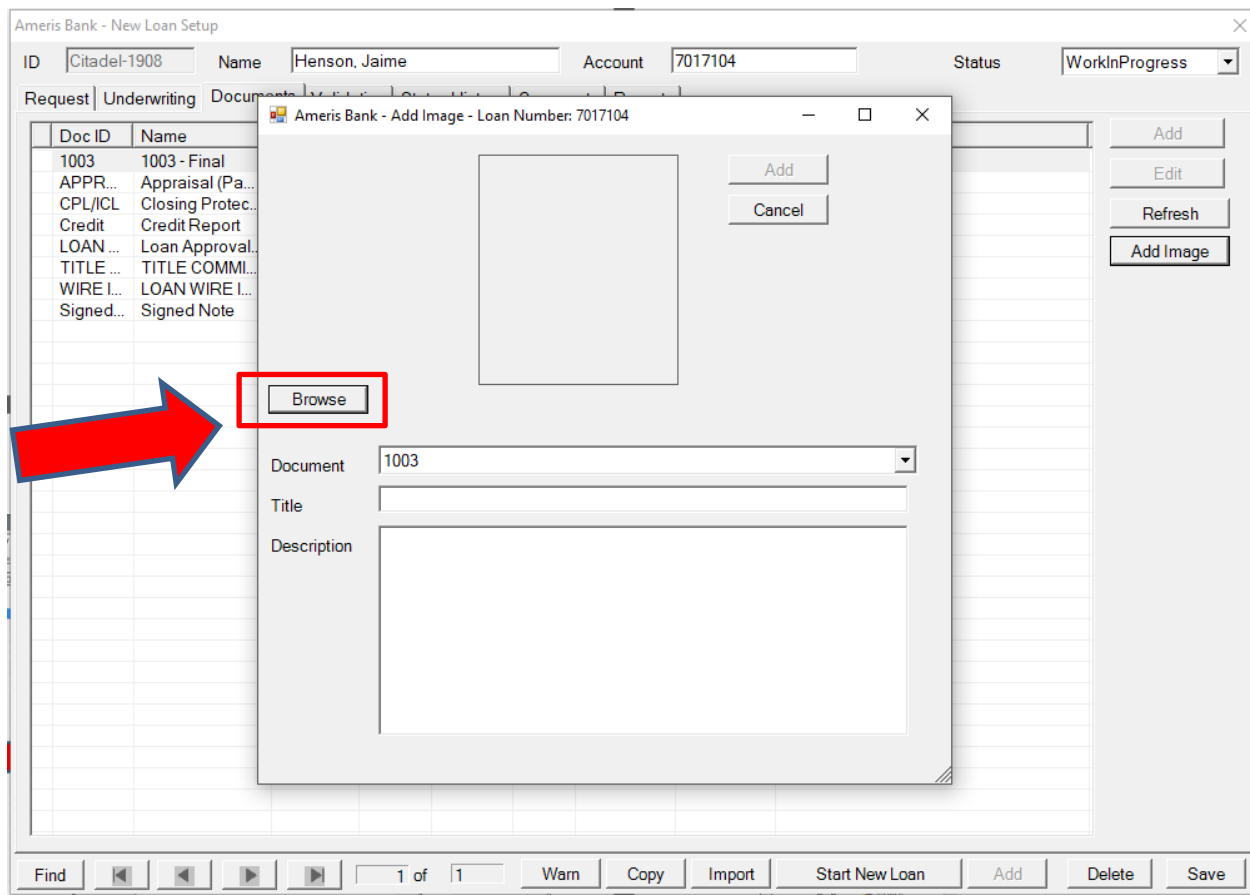 Ameris Bank - New Loan Setup
ID Citadel-1908 Name Henson, Jaime Account 7017104 Status WorkInProgress
Request Underwriting Documents
Ameris Bank - Add Image - Loan Number: 7017104
Doc ID Name
1003 1003 - Final
APPR... Appraisal (Pa...
CPL/ICL Closing Protec...
Credit Credit Report
LOAN ... Loan Approval...
TITLE ... TITLE COMMI...
WIRE I... LOAN WIRE I...
Signed... Signed Note
Add
Cancel
Browse
Document 1003
Title
Description
Add
Edit
Refresh
Add Image
Find 1 of 1 Warn Copy Import Start New Loan Add Delete Save